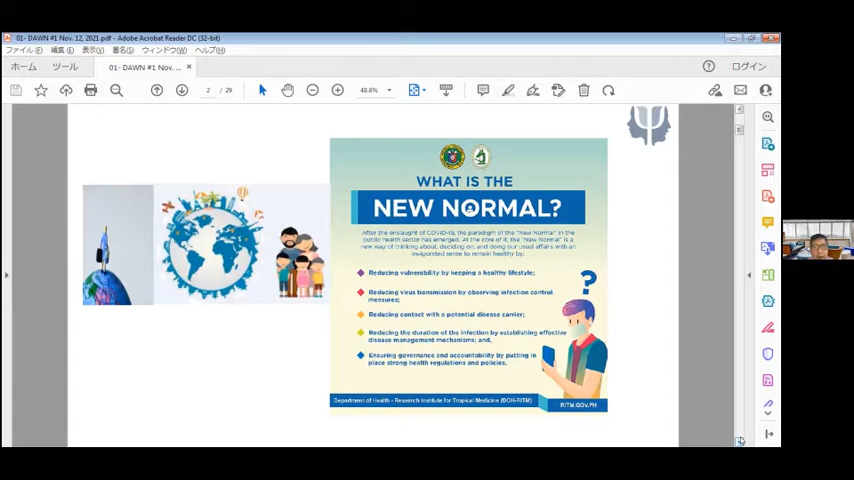 01- DAWN #1 Nov. 12, 2021.pdf - Adobe Acrobat Reader DC (32-bit)
ファイル(F) 編集(E) 表示(V) 署名(S) ウィンドウ(W) ヘルプ(H)
ホーム ツール 01- DAWN #1 Nov. ... × ログイン
2 / 29 48.6%
WHAT IS THE
NEW NORMAL?
After the onslaught of COVID-19, the paradigm of the "New Normal" in the
public health sector has emerged. At the core of it, the "New Normal" is a
new way of thinking about, deciding on, and doing our usual affairs with an
invigorated sense to remain healthy by:
Reducing vulnerability by keeping a healthy lifestyle;
Reducing virus transmission by observing infection control
measures;
Reducing contact with a potential disease carrier;
Reducing the duration of the infection by establishing effective
disease management mechanisms; and,
Ensuring governance and accountability by putting in
place strong health regulations and policies.
Department of Health - Research Institute for Tropical Medicine (DOH-RITM) RITM.GOV.PH